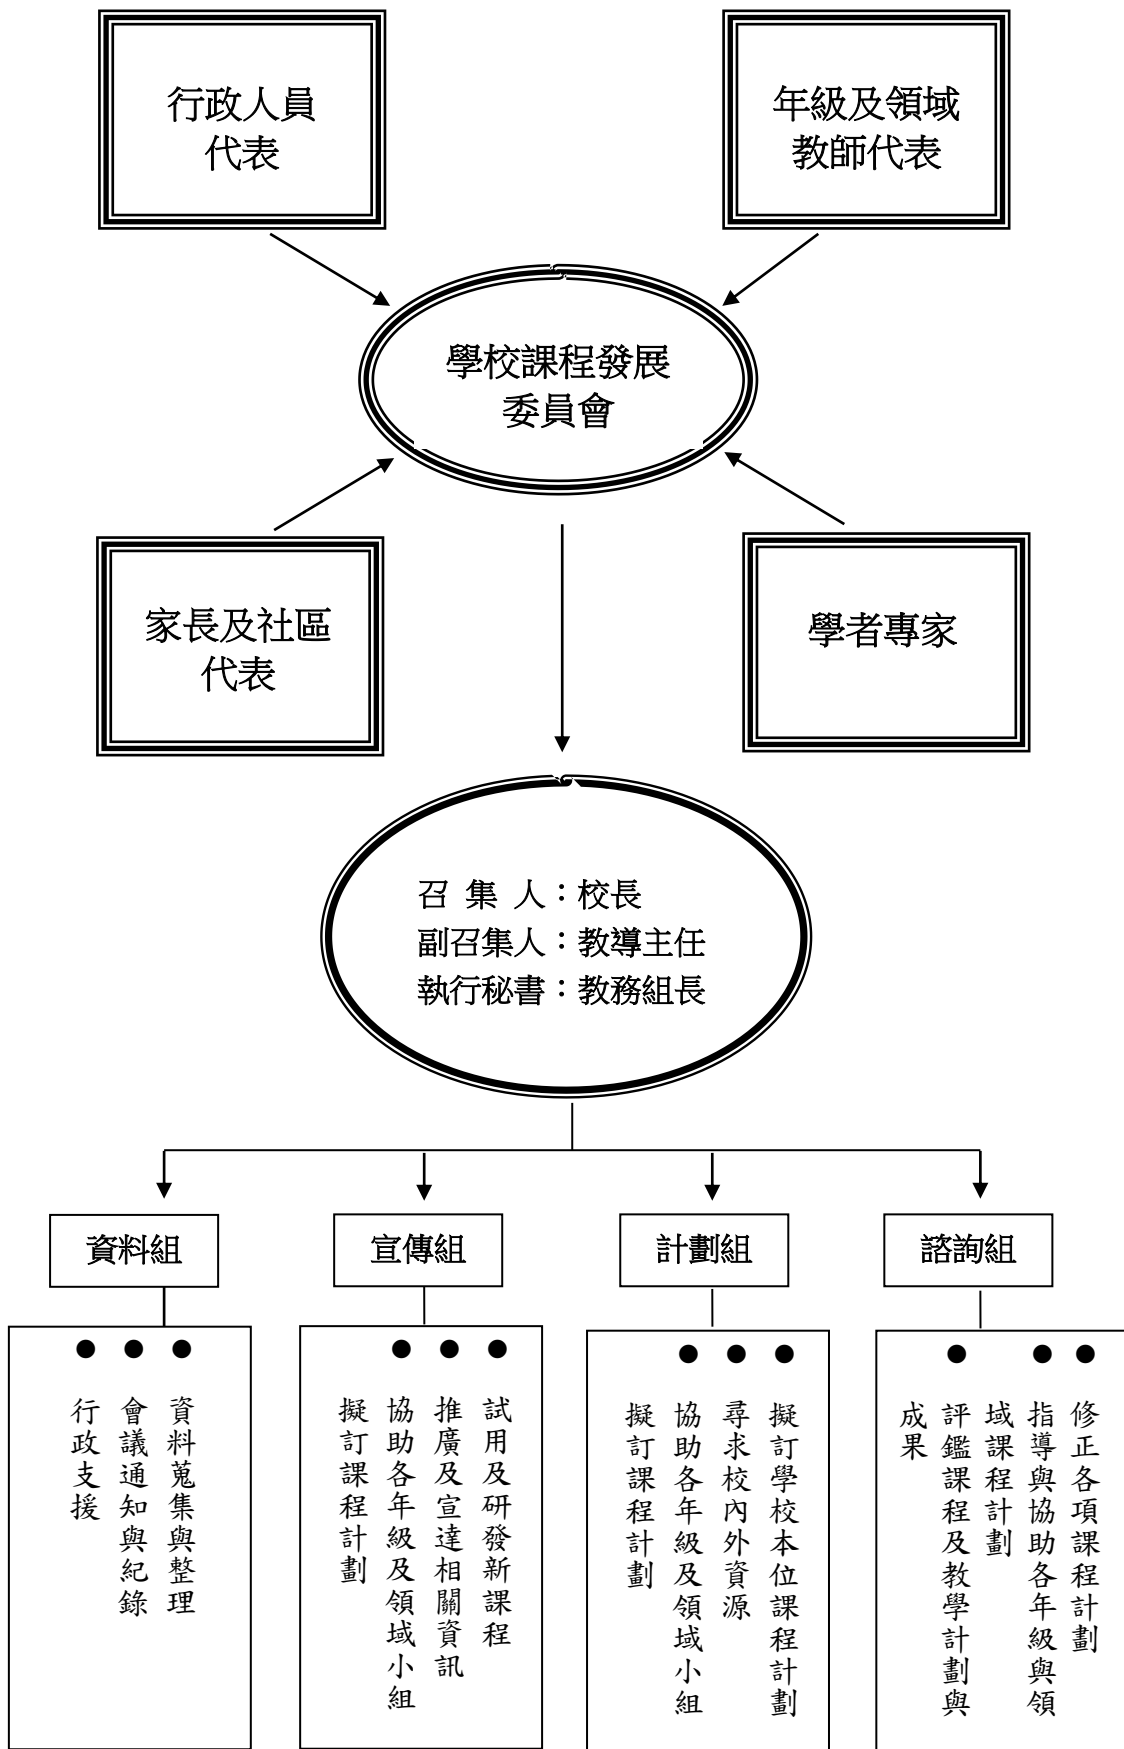 行政人員
代表
年級及領域
教師代表
學校課程發展
委員會
家長及社區
代表
學者專家
召 集 人：校長
副召集人：教導主任
執行秘書：教務組長
資料組
宣傳組
計劃組
諮詢組
● 資料蒐集與整理
● 會議通知與紀錄
● 行政支援
● 試用及研發新課程
● 推廣及宣達相關資訊
● 協助各年級及領域小組
擬訂課程計劃
● 擬訂學校本位課程計劃
● 尋求校內外資源
● 協助各年級及領域小組
擬訂課程計劃
● 修正各項課程計劃
● 指導與協助各年級與領
域課程計劃
● 評鑑課程及教學計劃與
成果